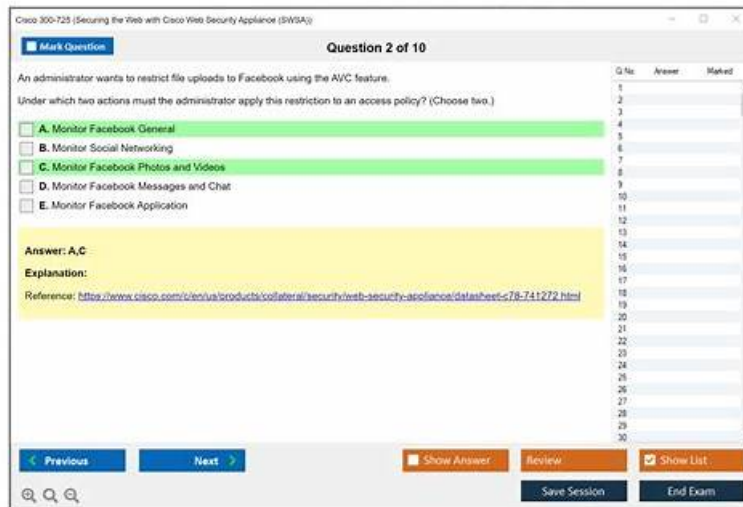 Cisco 300-725 (Securing the Web with Cisco Web Security Appliance (SWSA))
Mark Question
Question 2 of 10
An administrator wants to restrict file uploads to Facebook using the AVC feature.
Under which two actions must the administrator apply this restriction to an access policy? (Choose two.)
A. Monitor Facebook General
B. Monitor Social Networking
C. Monitor Facebook Photos and Videos
D. Monitor Facebook Messages and Chat
E. Monitor Facebook Application
Answer: A,C
Explanation:
Reference: https://www.cisco.com/c/en/us/products/collateral/security/web-security-appliance/datasheet-c78-741272.html
Q No. Answer Marked
1
2
3
4
5
6
7
8
9
10
11
12
13
14
15
16
17
18
19
20
21
22
23
24
25
26
27
28
29
30
Previous
Next
Show Answer
Review
Show List
Save Session
End Exam